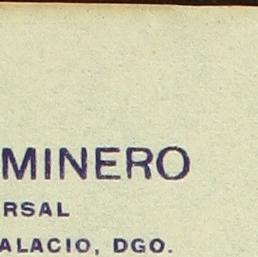 MINERO
RSAL
ALACIO, DGO.